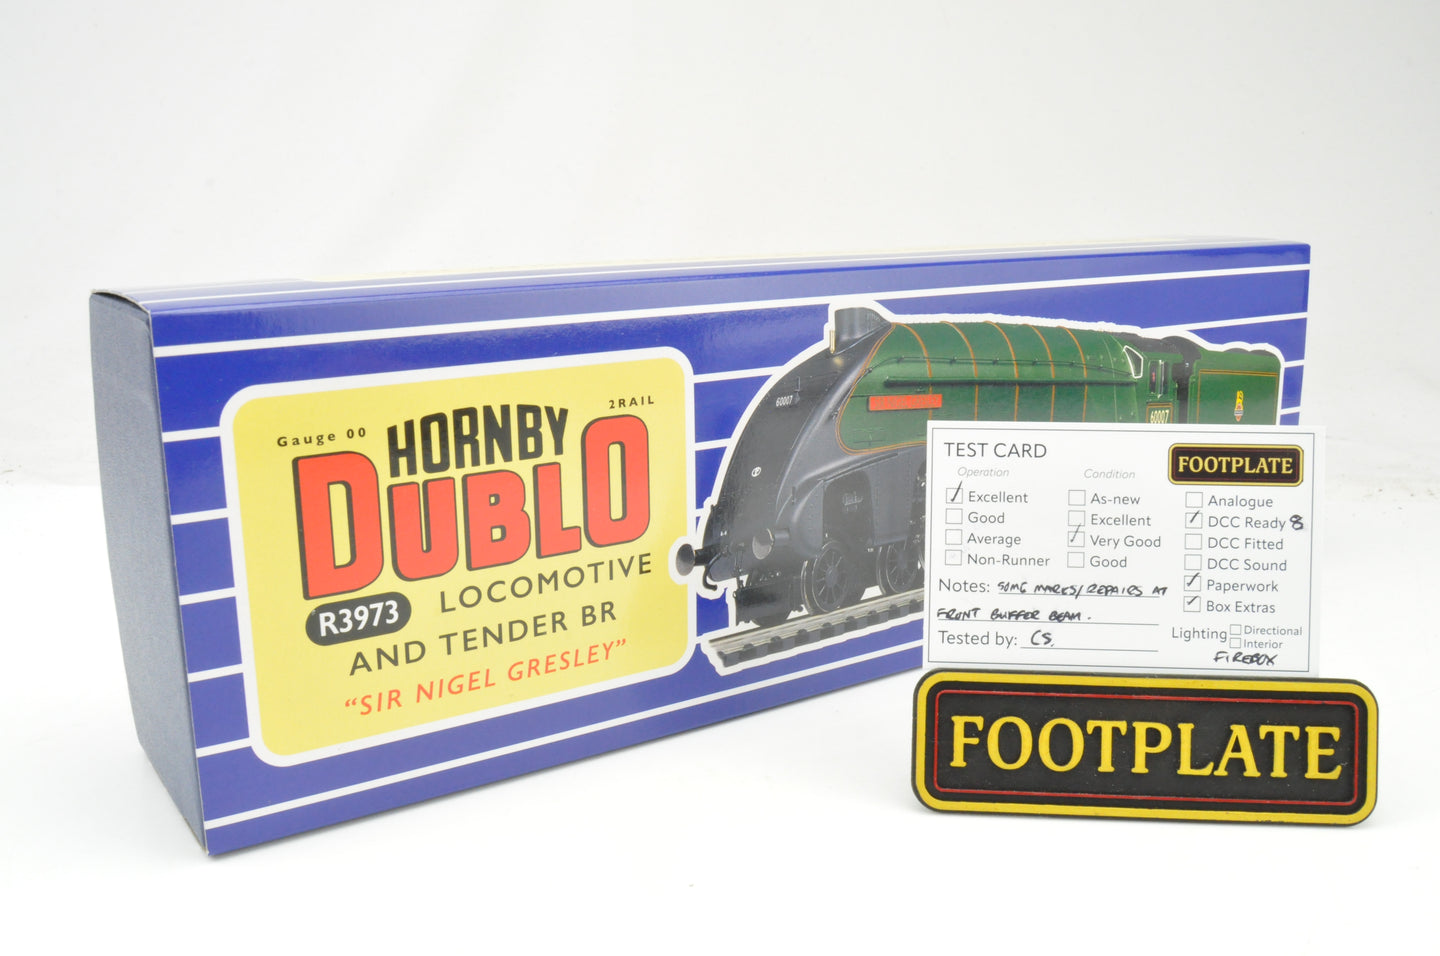 Gauge 00
2RAIL
HORNBY
DUBLO
R3973 LOCOMOTIVE
AND TENDER BR
"SIR NIGEL GRESLEY"
60007
60007
TEST CARD
FOOTPLATE
Operation
Excellent
Good
Average
Non-Runner
Condition
As-new
Excellent
Very Good
Good
Analogue
DCC Ready 8
DCC Fitted
DCC Sound
Paperwork
Box Extras
Lighting Directional
Interior
FIREBOX
Notes: SOME MARKS/REPAIRS AT
FRONT BUFFER BEAM.
Tested by: CS.
FOOTPLATE